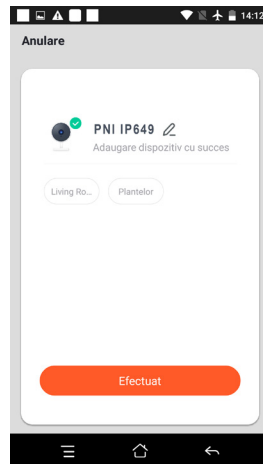 14:12
Anulare
PNI IP649
Adaugare dispozitiv cu succes
Living Ro...
Plantelor
Efectuat